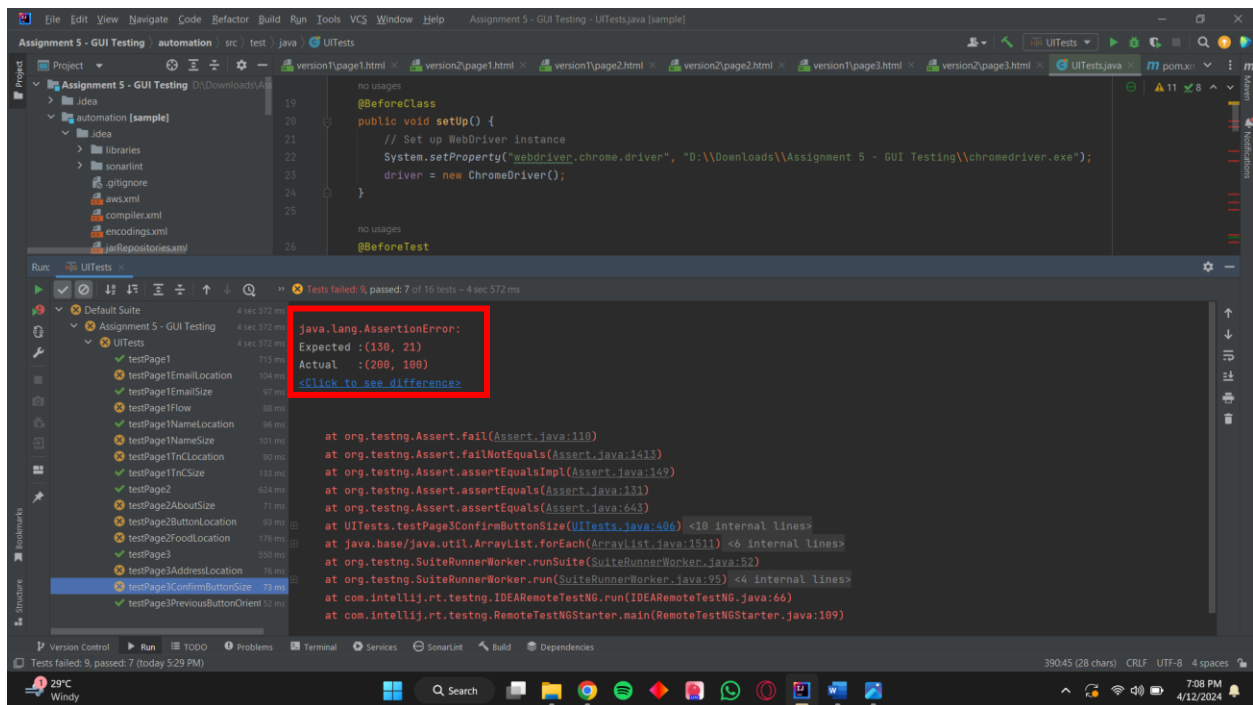 File Edit View Navigate Code Refactor Build Run Tools VCS Window Help Assignment 5 - GUI Testing - UITests.java [sample]
Assignment 5 - GUI Testing automation src test java UITests UITests
Project version1\page1.html version2\page1.html version1\page2.html version2\page2.html version1\page3.html version2\page3.html UITests.java pom.xml
Assignment 5 - GUI Testing D:\Downloads\Ass
.idea
automation [sample]
.idea
libraries
sonarlint
.gitignore
aws.xml
compiler.xml
encodings.xml
jarRepositories.xml
no usages
11 8
19 @BeforeClass
20 public void setUp() {
21 // Set up WebDriver instance
22 System.setProperty("webdriver.chrome.driver", "D:\\Downloads\\Assignment 5 - GUI Testing\\chromedriver.exe");
23 driver = new ChromeDriver();
24 }
25
no usages
26 @BeforeTest
Project
Bookmarks
Structure
Maven
Notifications
Run: UITests
Tests failed: 9, passed: 7 of 16 tests – 4 sec 572 ms
Default Suite 4 sec 572 ms
Assignment 5 - GUI Testing 4 sec 572 ms
UITests 4 sec 572 ms
testPage1 715 ms
testPage1EmailLocation 104 ms
testPage1EmailSize 97 ms
testPage1Flow 88 ms
testPage1NameLocation 96 ms
testPage1NameSize 101 ms
testPage1TnCLocation 90 ms
testPage1TnCSize 133 ms
testPage2 624 ms
testPage2AboutSize 71 ms
testPage2ButtonLocation 93 ms
testPage2FoodLocation 176 ms
testPage3 550 ms
testPage3AddressLocation 76 ms
testPage3ConfirmButtonSize 73 ms
testPage3PreviousButtonOrient 52 ms
java.lang.AssertionError:
Expected :(130, 21)
Actual :(200, 100)
<Click to see difference>
at org.testng.Assert.fail(Assert.java:110)
at org.testng.Assert.failNotEquals(Assert.java:1413)
at org.testng.Assert.assertEqualsImpl(Assert.java:149)
at org.testng.Assert.assertEquals(Assert.java:131)
at org.testng.Assert.assertEquals(Assert.java:643)
at UITests.testPage3ConfirmButtonSize(UITests.java:406) <10 internal lines>
at java.base/java.util.ArrayList.forEach(ArrayList.java:1511) <6 internal lines>
at org.testng.SuiteRunnerWorker.runSuite(SuiteRunnerWorker.java:52)
at org.testng.SuiteRunnerWorker.run(SuiteRunnerWorker.java:95) <4 internal lines>
at com.intellij.rt.testng.IDEARemoteTestNG.run(IDEARemoteTestNG.java:66)
at com.intellij.rt.testng.RemoteTestNGStarter.main(RemoteTestNGStarter.java:109)
Version Control Run TODO Problems Terminal Services SonarLint Build Dependencies
Tests failed: 9, passed: 7 (today 5:29 PM) 390:45 (28 chars) CRLF UTF-8 4 spaces
1 29°C
Windy
Search
7:08 PM
4/12/2024